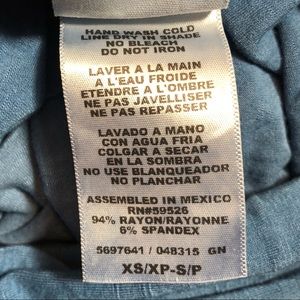 HAND WASH COLD
LINE DRY IN SHADE
NO BLEACH
DO NOT IRON
LAVER A LA MAIN
A L'EAU FROIDE
ETENDRE A L'OMBRE
NE PAS JAVELLISER
NE PAS REPASSER
LAVADO A MANO
CON AGUA FRIA
COLGAR A SECAR
EN LA SOMBRA
NO USE BLANQUEADOR
NO PLANCHAR
ASSEMBLED IN MEXICO
RN#59526
94% RAYON/RAYONNE
6% SPANDEX
5697641 / 048315 GN
XS/XP-S/P